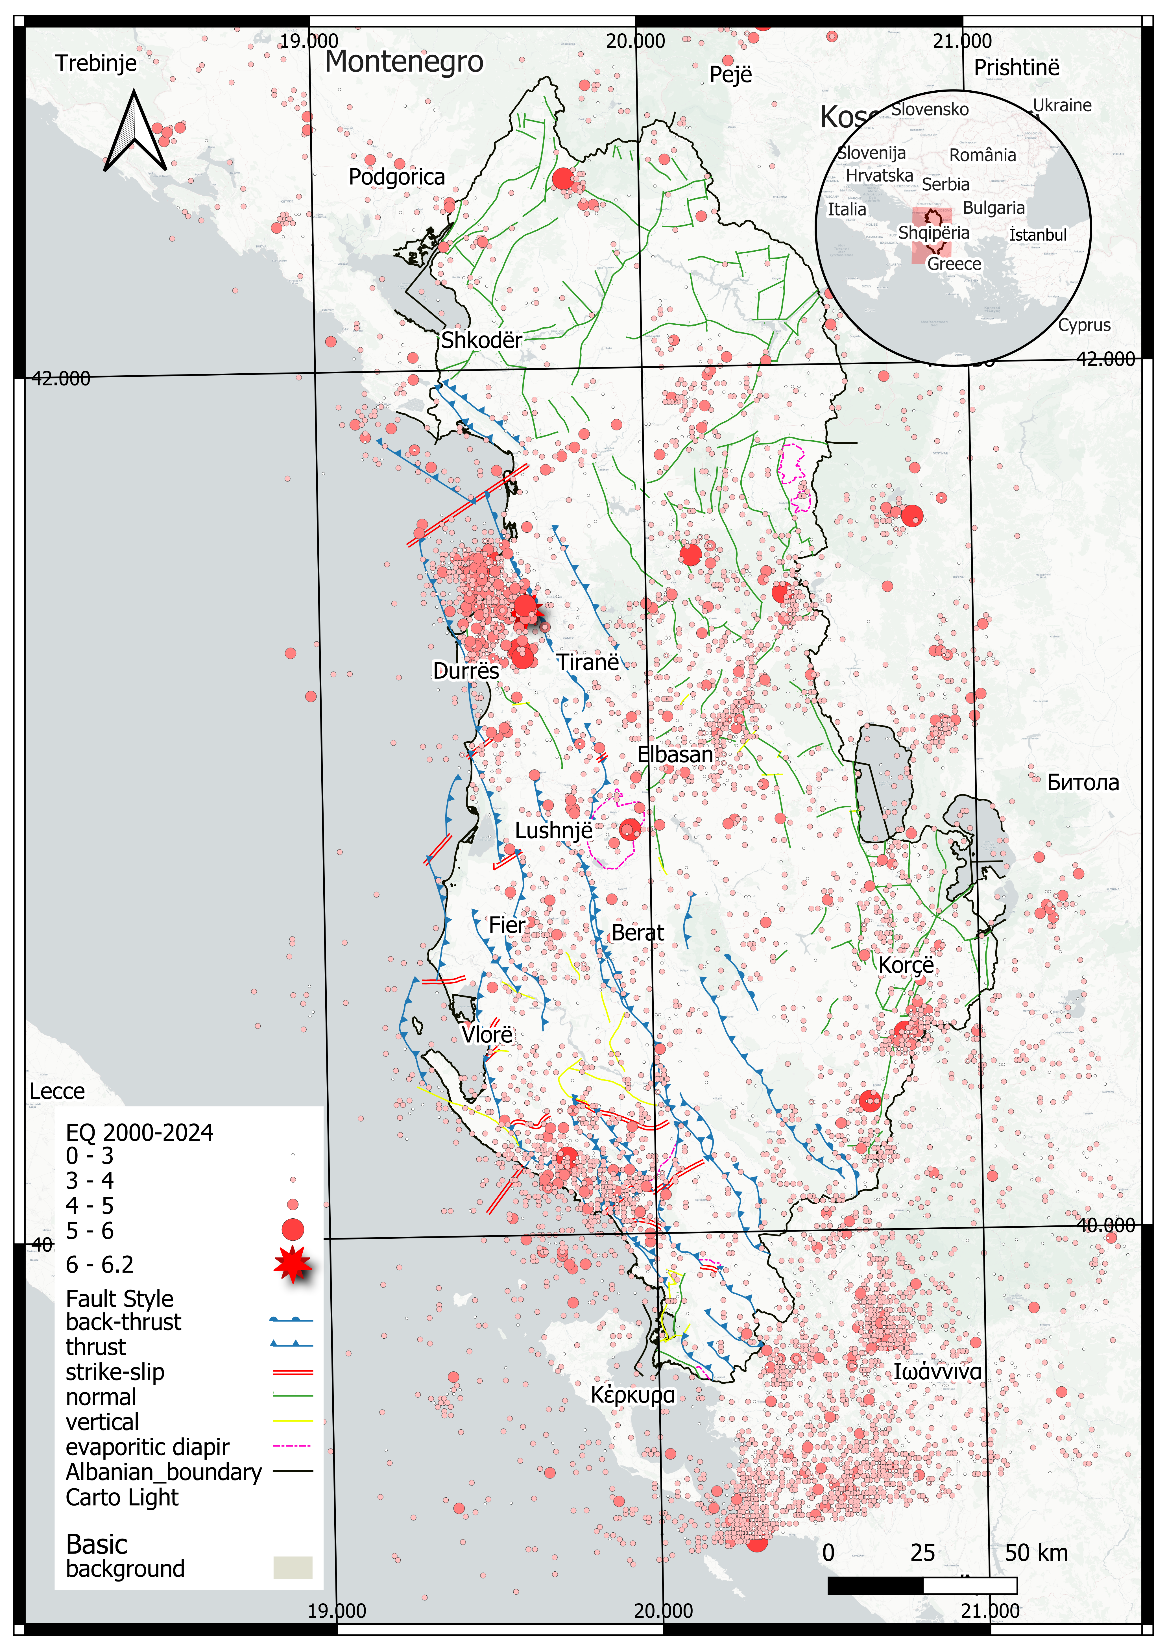 19.000
20.000
21.000
Trebinje
Montenegro
Pejë
Prishtinë
Kos
Slovensko
Ukraine
Slovenija
România
Hrvatska
Serbia
Italia
Bulgaria
Shqipëria
İstanbul
Greece
Cyprus
Podgorica
Shkodër
42.000
42.000
Durrës
Tiranë
Elbasan
Битола
Lushnjë
Fier
Berat
Korçë
Vlorë
Lecce
40.000
40
Ιωάννινα
Κέρκυρα
EQ 2000-2024
0 - 3
3 - 4
4 - 5
5 - 6
6 - 6.2
Fault Style
back-thrust
thrust
strike-slip
normal
vertical
evaporitic diapir
Albanian_boundary
Carto Light
Basic
background
0 25 50 km
19.000
20.000
21.000